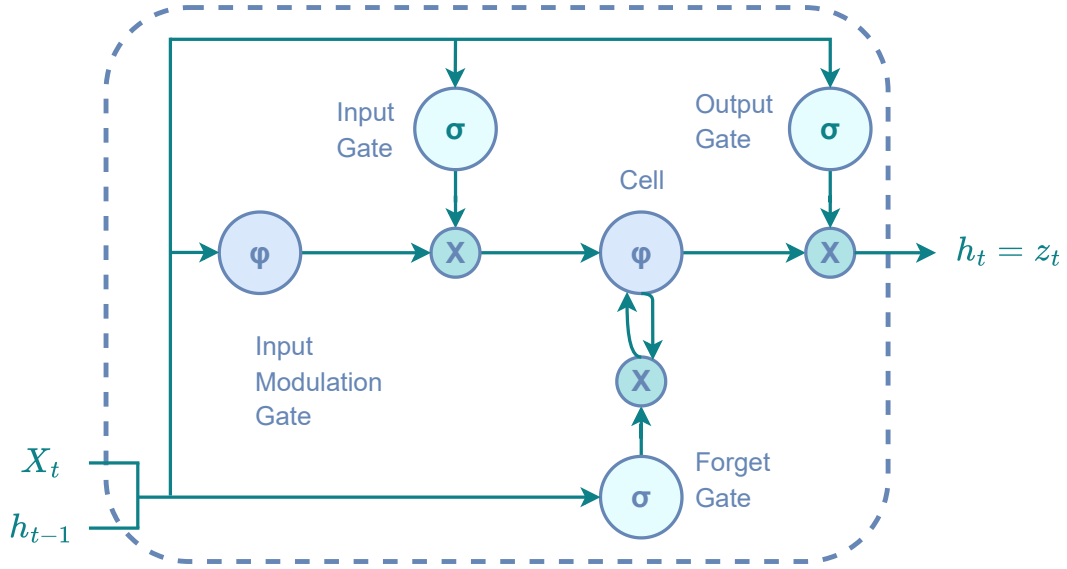 Input
Gate
σ
Output
Gate
σ
Cell
φ
X
φ
X
h_t = z_t
Input
Modulation
Gate
X
X_t
h_{t-1}
σ
Forget
Gate